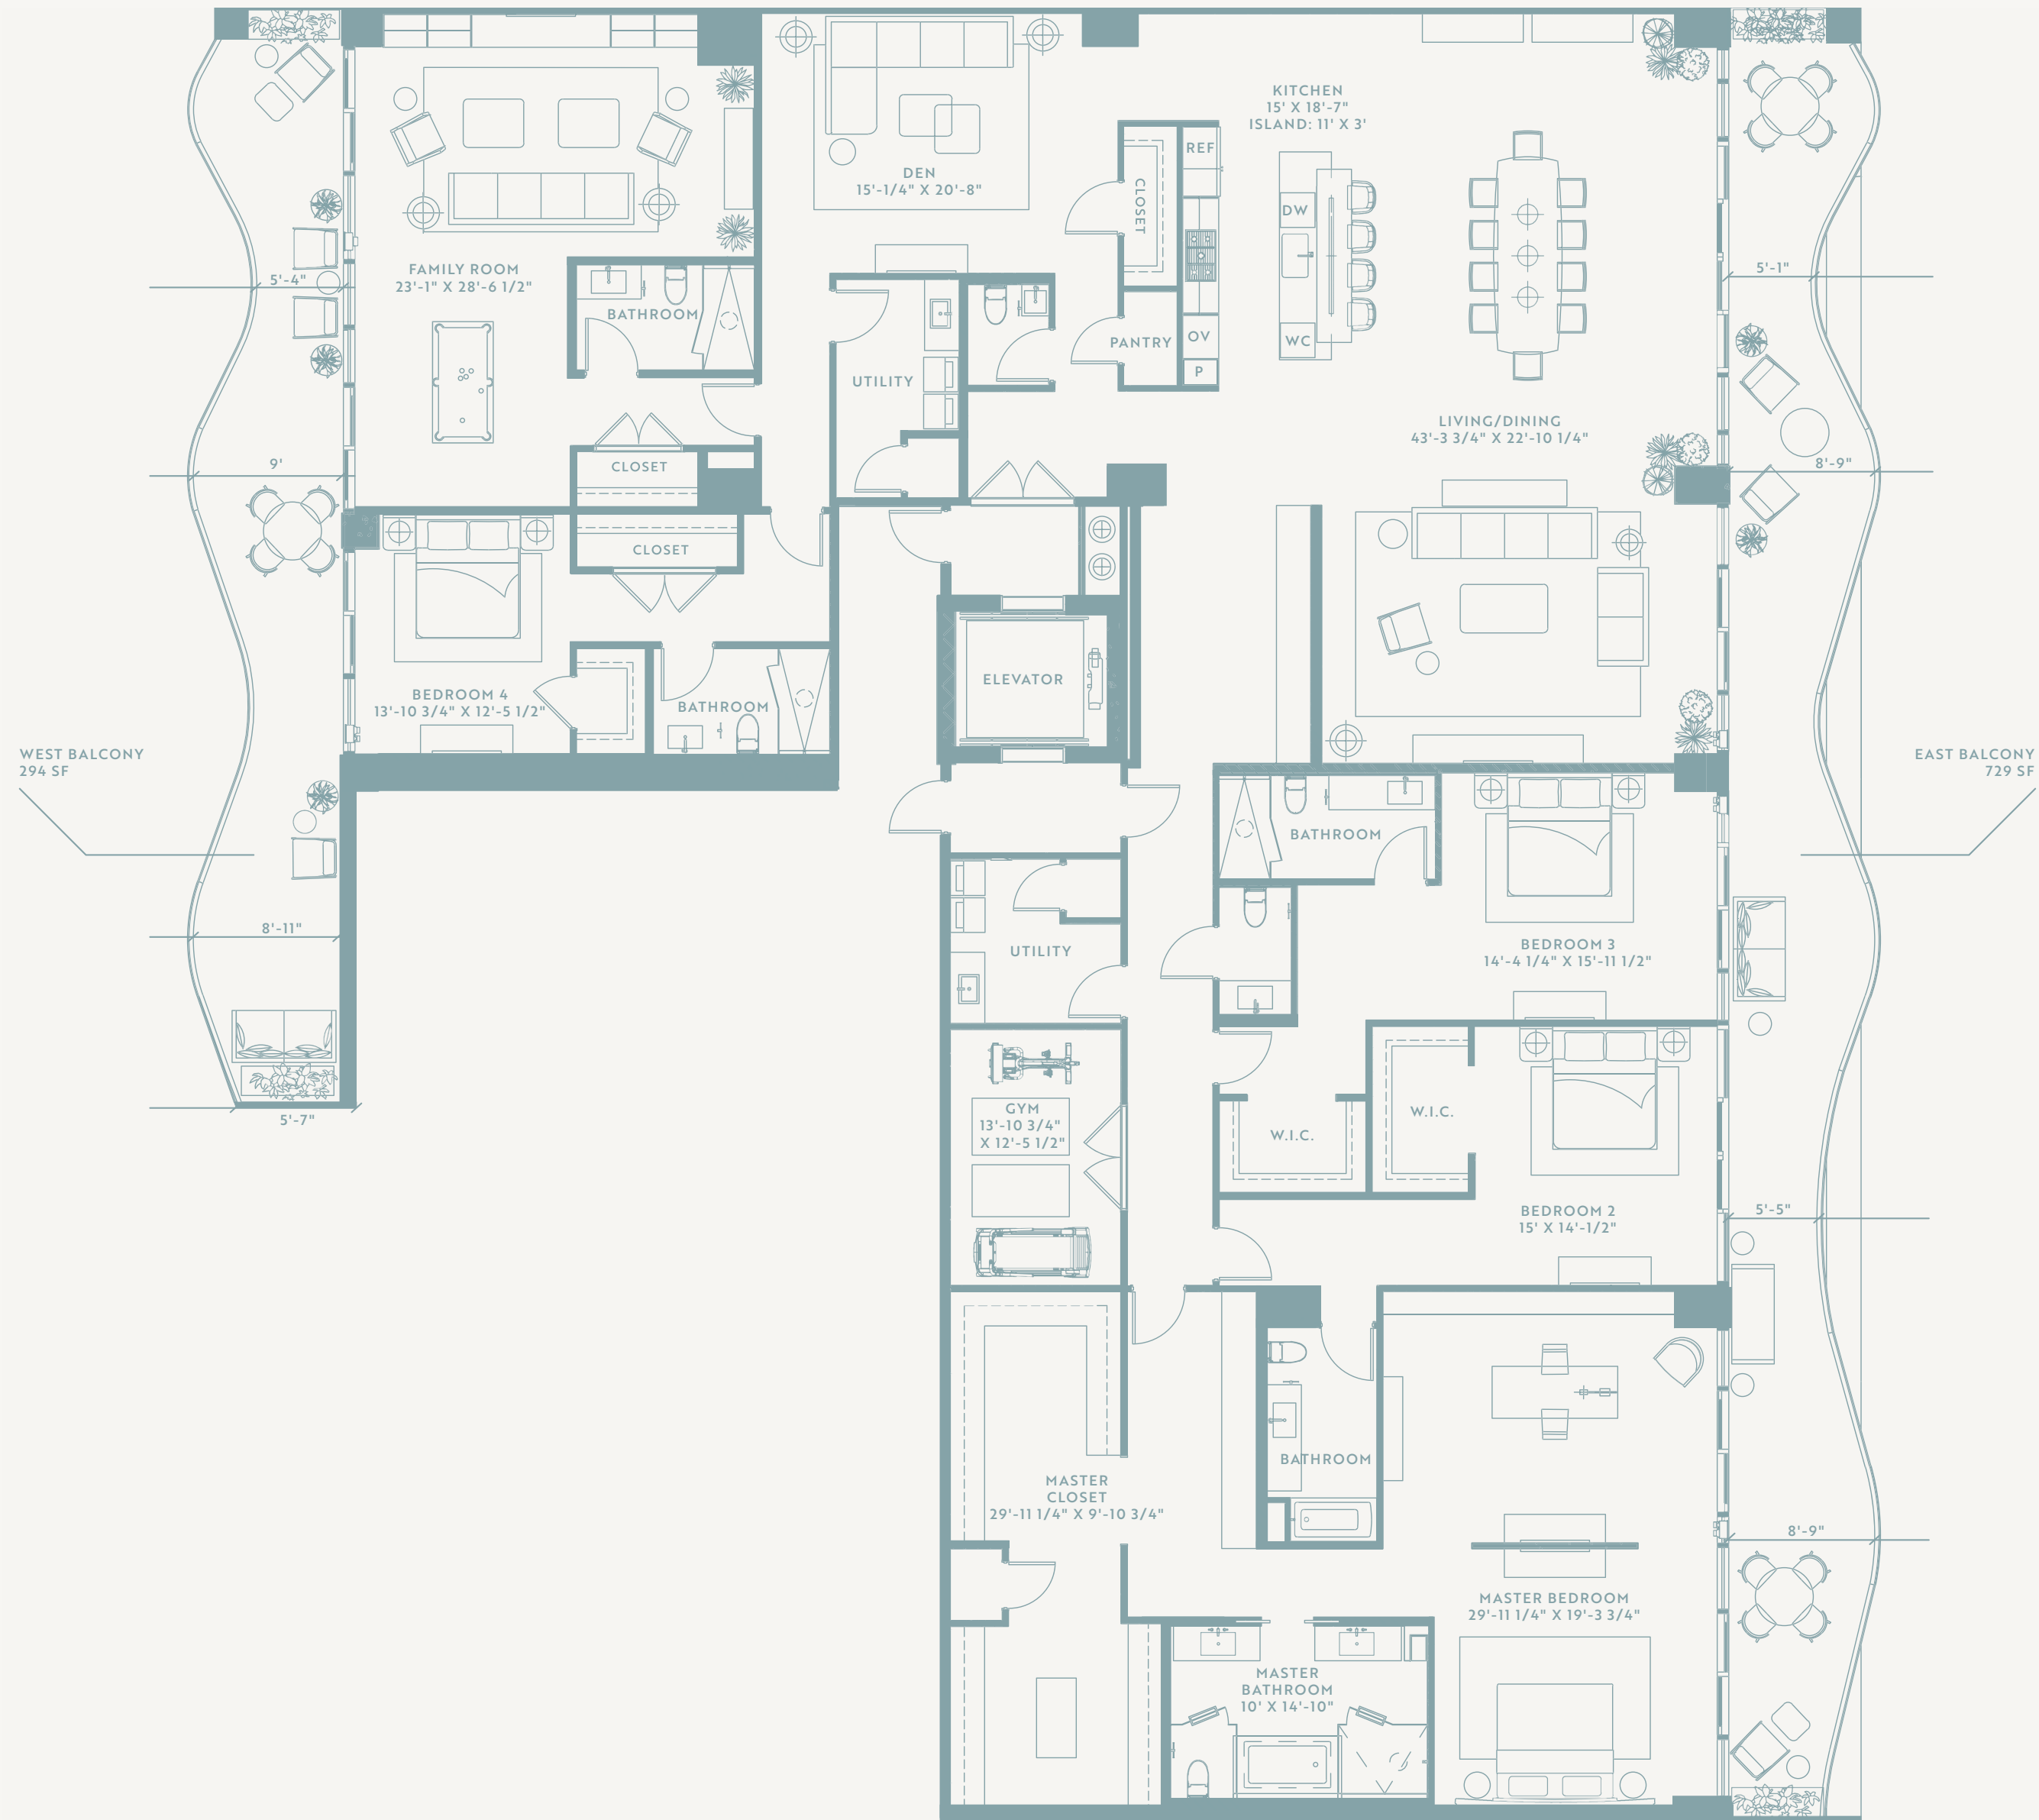 KITCHEN
15' X 18'-7"
ISLAND: 11' X 3'
REF
DEN
15'-1/4" X 20'-8"
CLOSET
DW
FAMILY ROOM
23'-1" X 28'-6 1/2"
5'-4"
5'-1"
BATHROOM
PANTRY
OV
WC
P
UTILITY
LIVING/DINING
43'-3 3/4" X 22'-10 1/4"
9'
CLOSET
8'-9"
CLOSET
ELEVATOR
BEDROOM 4
13'-10 3/4" X 12'-5 1/2"
BATHROOM
WEST BALCONY
294 SF
EAST BALCONY
729 SF
BATHROOM
8'-11"
UTILITY
BEDROOM 3
14'-4 1/4" X 15'-11 1/2"
5'-7"
GYM
13'-10 3/4"
X 12'-5 1/2"
W.I.C.
W.I.C.
BEDROOM 2
15' X 14'-1/2"
5'-5"
BATHROOM
MASTER
CLOSET
29'-11 1/4" X 9'-10 3/4"
8'-9"
MASTER BEDROOM
29'-11 1/4" X 19'-3 3/4"
MASTER
BATHROOM
10' X 14'-10"